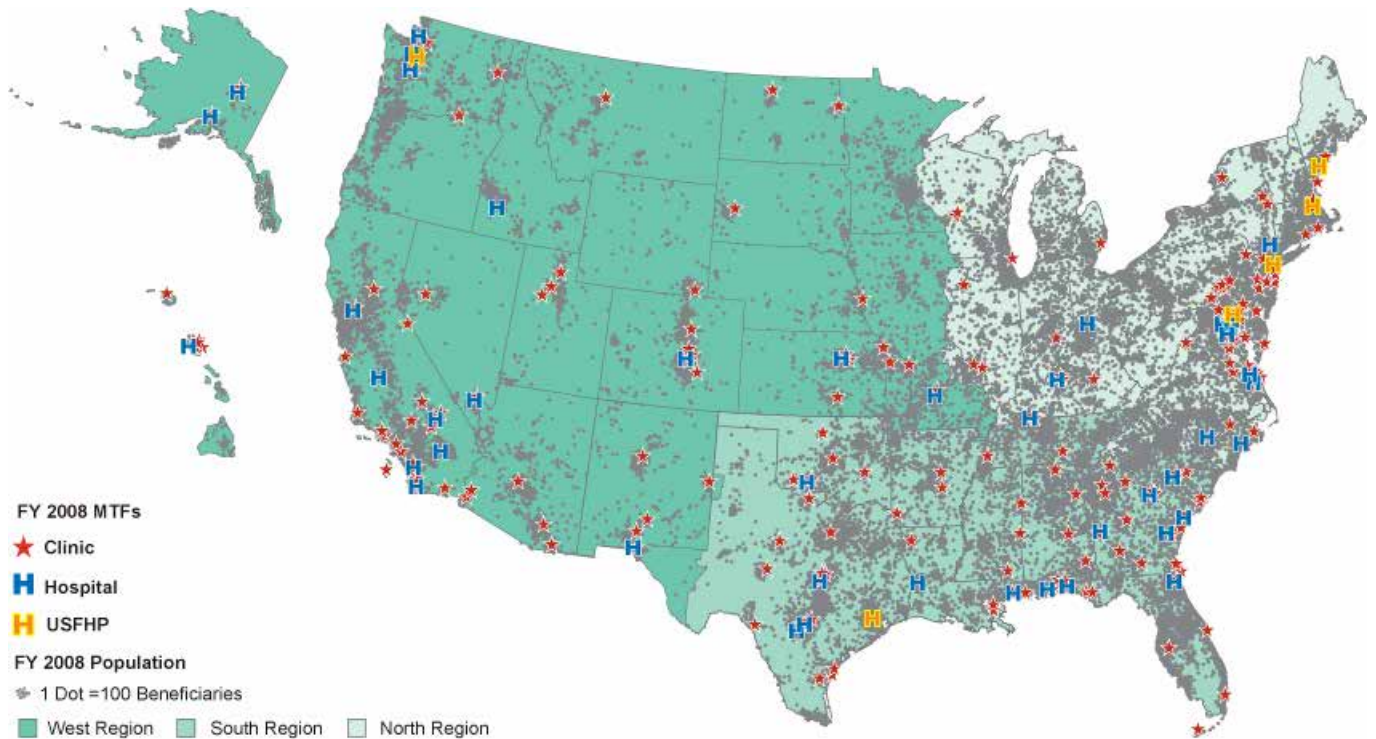 FY 2008 MTFs
Clinic
H Hospital
H USFHP
FY 2008 Population
1 Dot =100 Beneficiaries
West Region South Region North Region